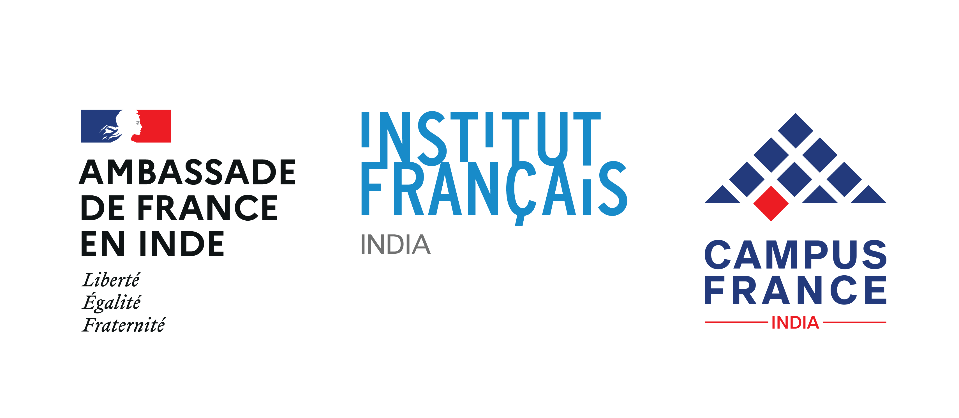 AMBASSADE
DE FRANCE
EN INDE
Liberté
Égalité
Fraternité
INSTITUT
FRANÇAiS
INDIA
CAMPUS
FRANCE
INDIA